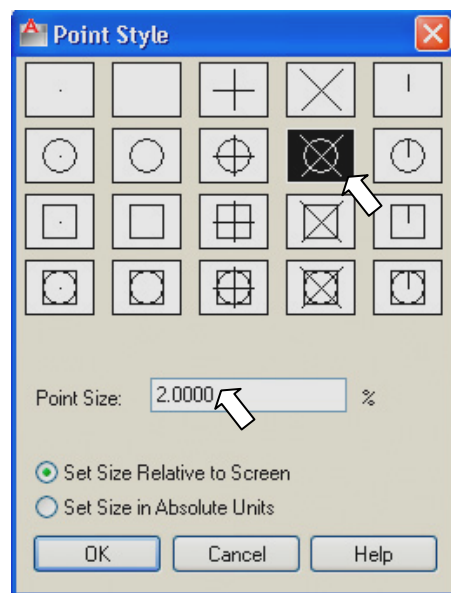 Point Style
Point Size: 2.0000 %
Set Size Relative to Screen
Set Size in Absolute Units
OK Cancel Help